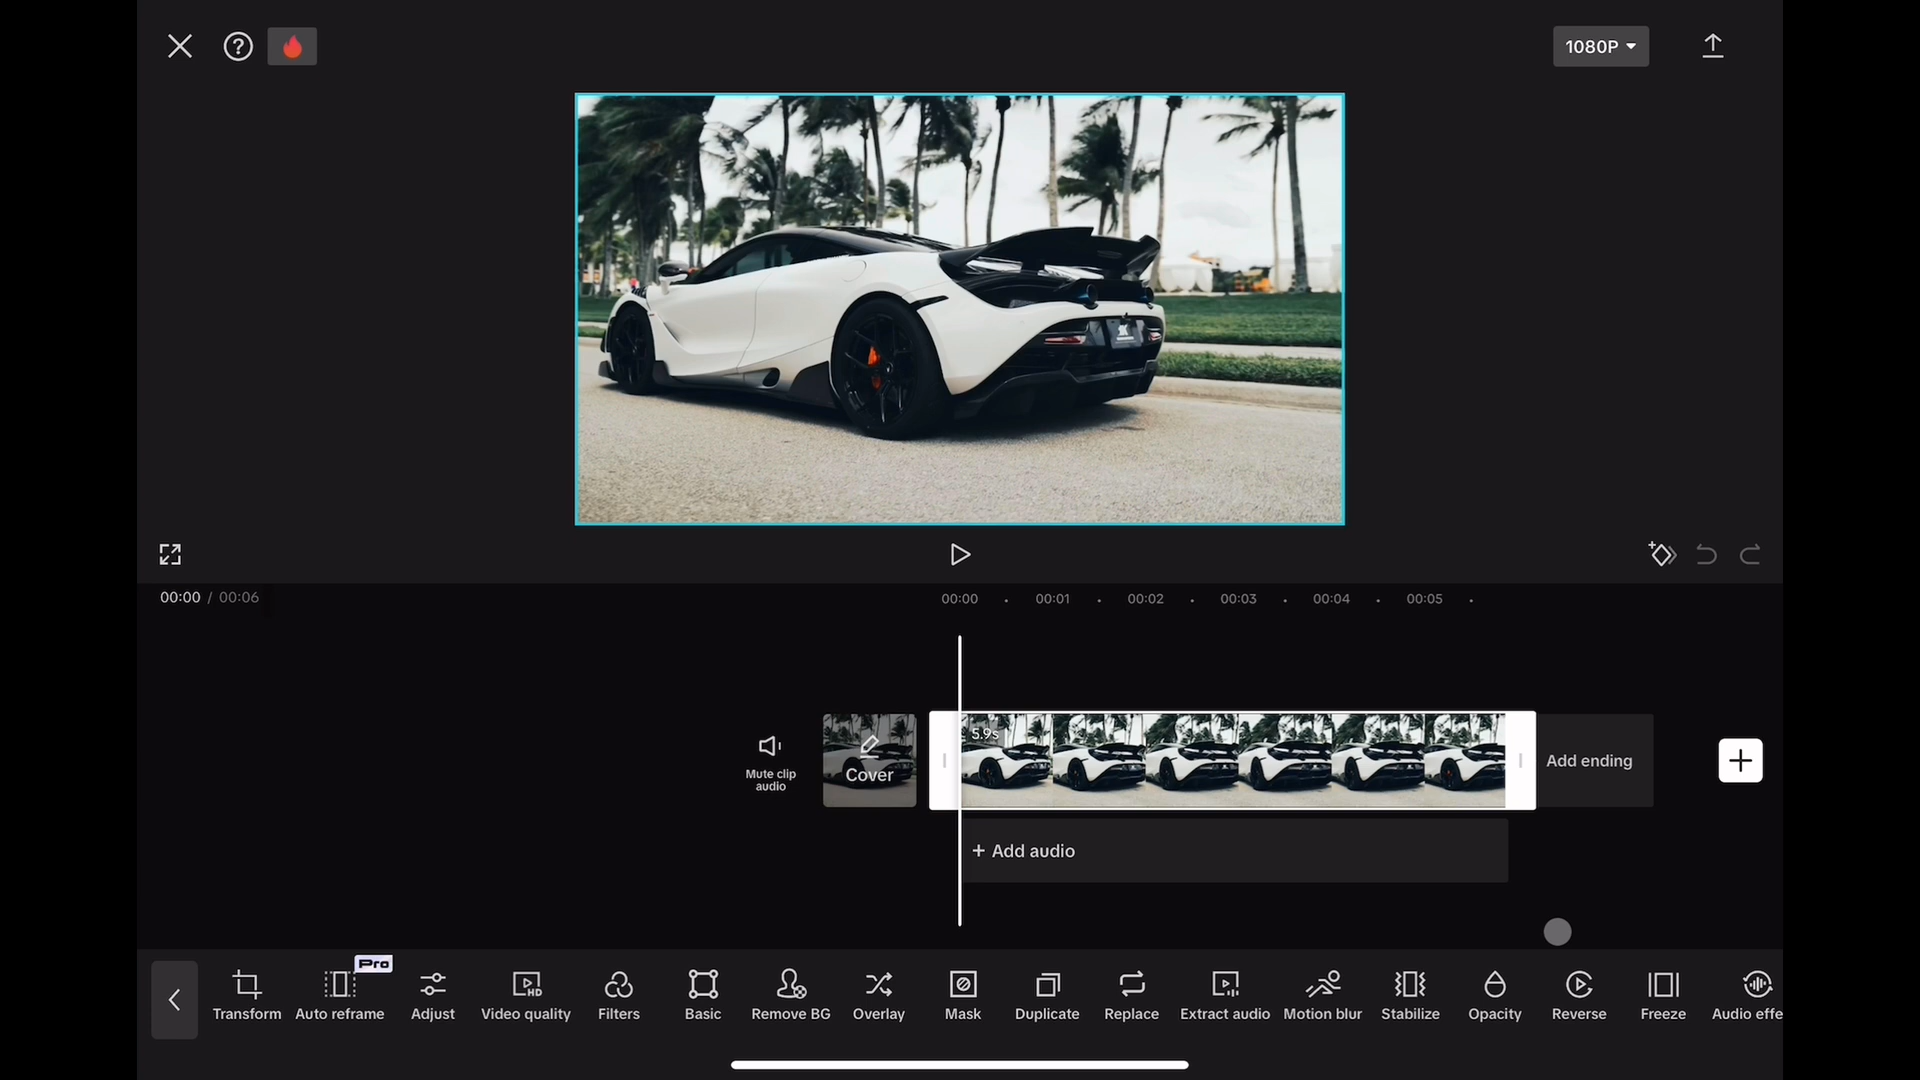 1080P
00:00 / 00:06
00:00 00:01 00:02 00:03 00:04 00:05
5.9s
Mute clip
audio
Cover
Add ending
+ Add audio
Pro
Transform Auto reframe Adjust Video quality Filters Basic Remove BG Overlay Mask Duplicate Replace Extract audio Motion blur Stabilize Opacity Reverse Freeze Audio effe